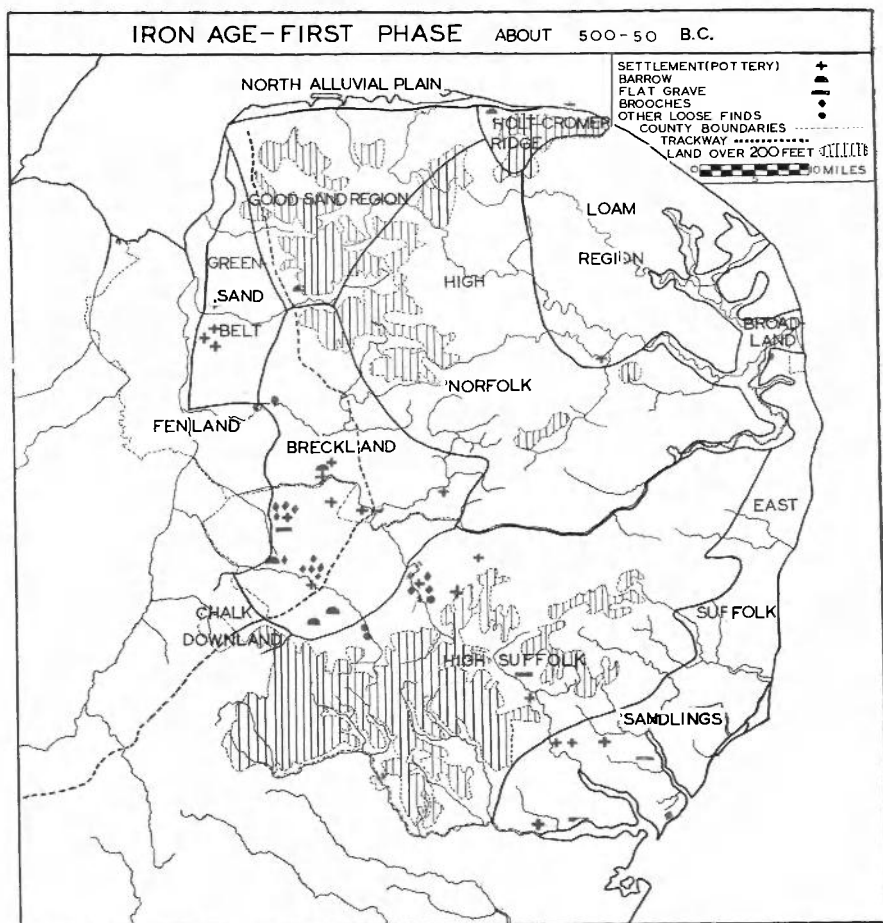 IRON AGE-FIRST PHASE ABOUT 500-50 B.C.
SETTLEMENT(POTTERY)
BARROW
FLAT GRAVE
BROOCHES
OTHER LOOSE FINDS
COUNTY BOUNDARIES
TRACKWAY
LAND OVER 200 FEET
0 10 MILES
NORTH ALLUVIAL PLAIN
HOLT-CROMER
RIDGE
GOOD SAND REGION
LOAM
REGION
GREEN
SAND
BELT
HIGH
NORFOLK
BROAD-
LAND
FENLAND
BRECKLAND
EAST
SUFFOLK
CHALK
DOWNLAND
HIGH SUFFOLK
SANDLINGS